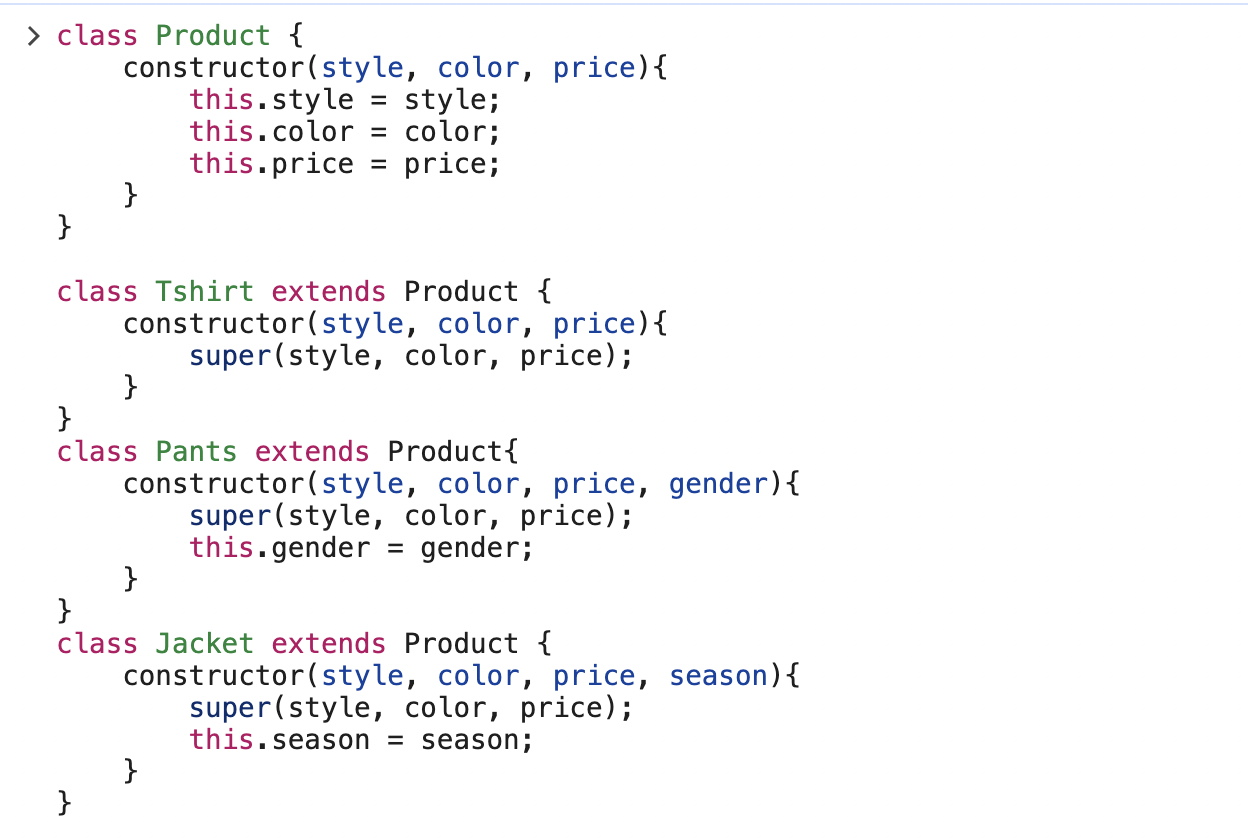 > class Product {
    constructor(style, color, price){
        this.style = style;
        this.color = color;
        this.price = price;
    }
}

class Tshirt extends Product {
    constructor(style, color, price){
        super(style, color, price);
    }
}
class Pants extends Product{
    constructor(style, color, price, gender){
        super(style, color, price);
        this.gender = gender;
    }
}
class Jacket extends Product {
    constructor(style, color, price, season){
        super(style, color, price);
        this.season = season;
    }
}